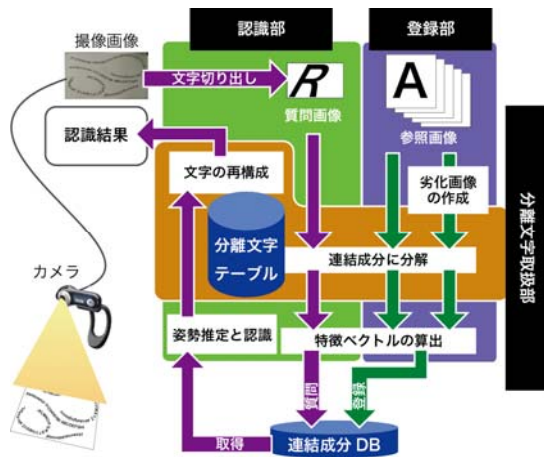 認識部
登録部
撮像画像
文字切り出し
R
A
質問画像
参照画像
認識結果
文字の再構成
劣化画像
の作成
分離文字取扱部
分離文字
テーブル
連結成分に分解
カメラ
姿勢推定と認識
特徴ベクトルの算出
質問
登録
取得
連結成分 DB